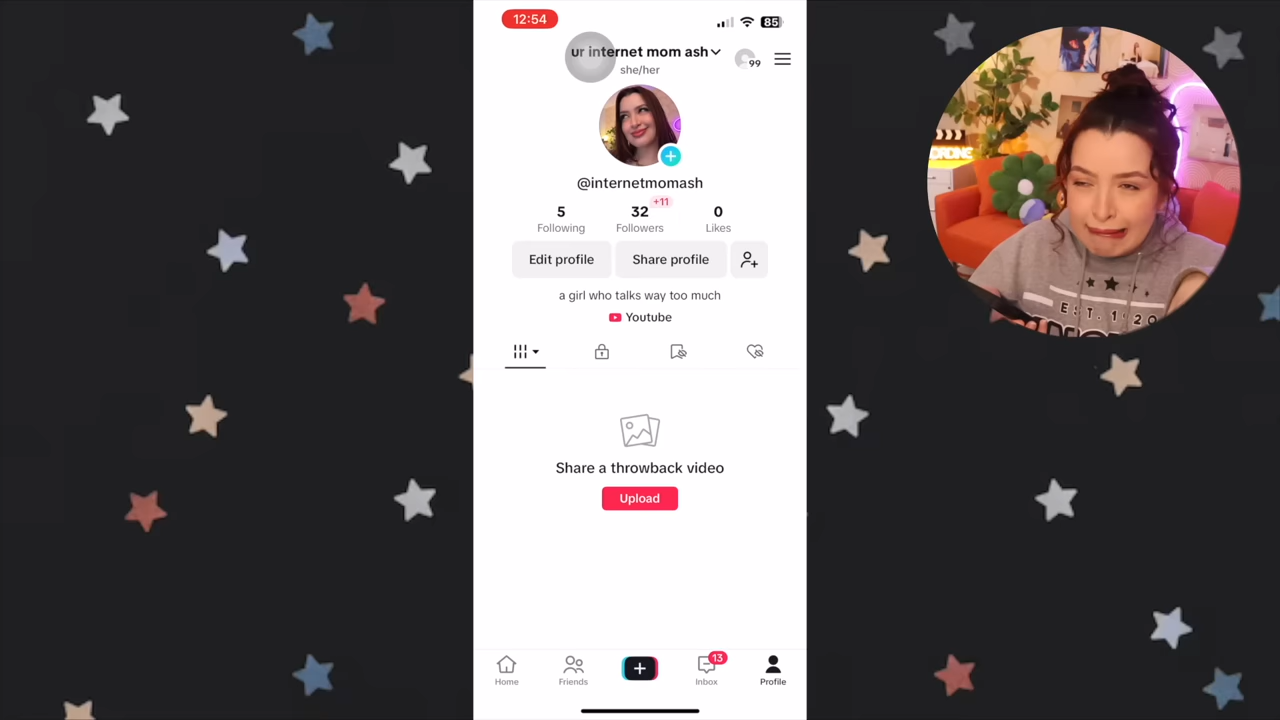 12:54
85
ur internet mom ash
she/her
99
@internetmomash
+11
5
32
0
Following
Followers
Likes
Edit profile
Share profile
a girl who talks way too much
Youtube
Share a throwback video
Upload
13
Home
Friends
Inbox
Profile
EST. 192